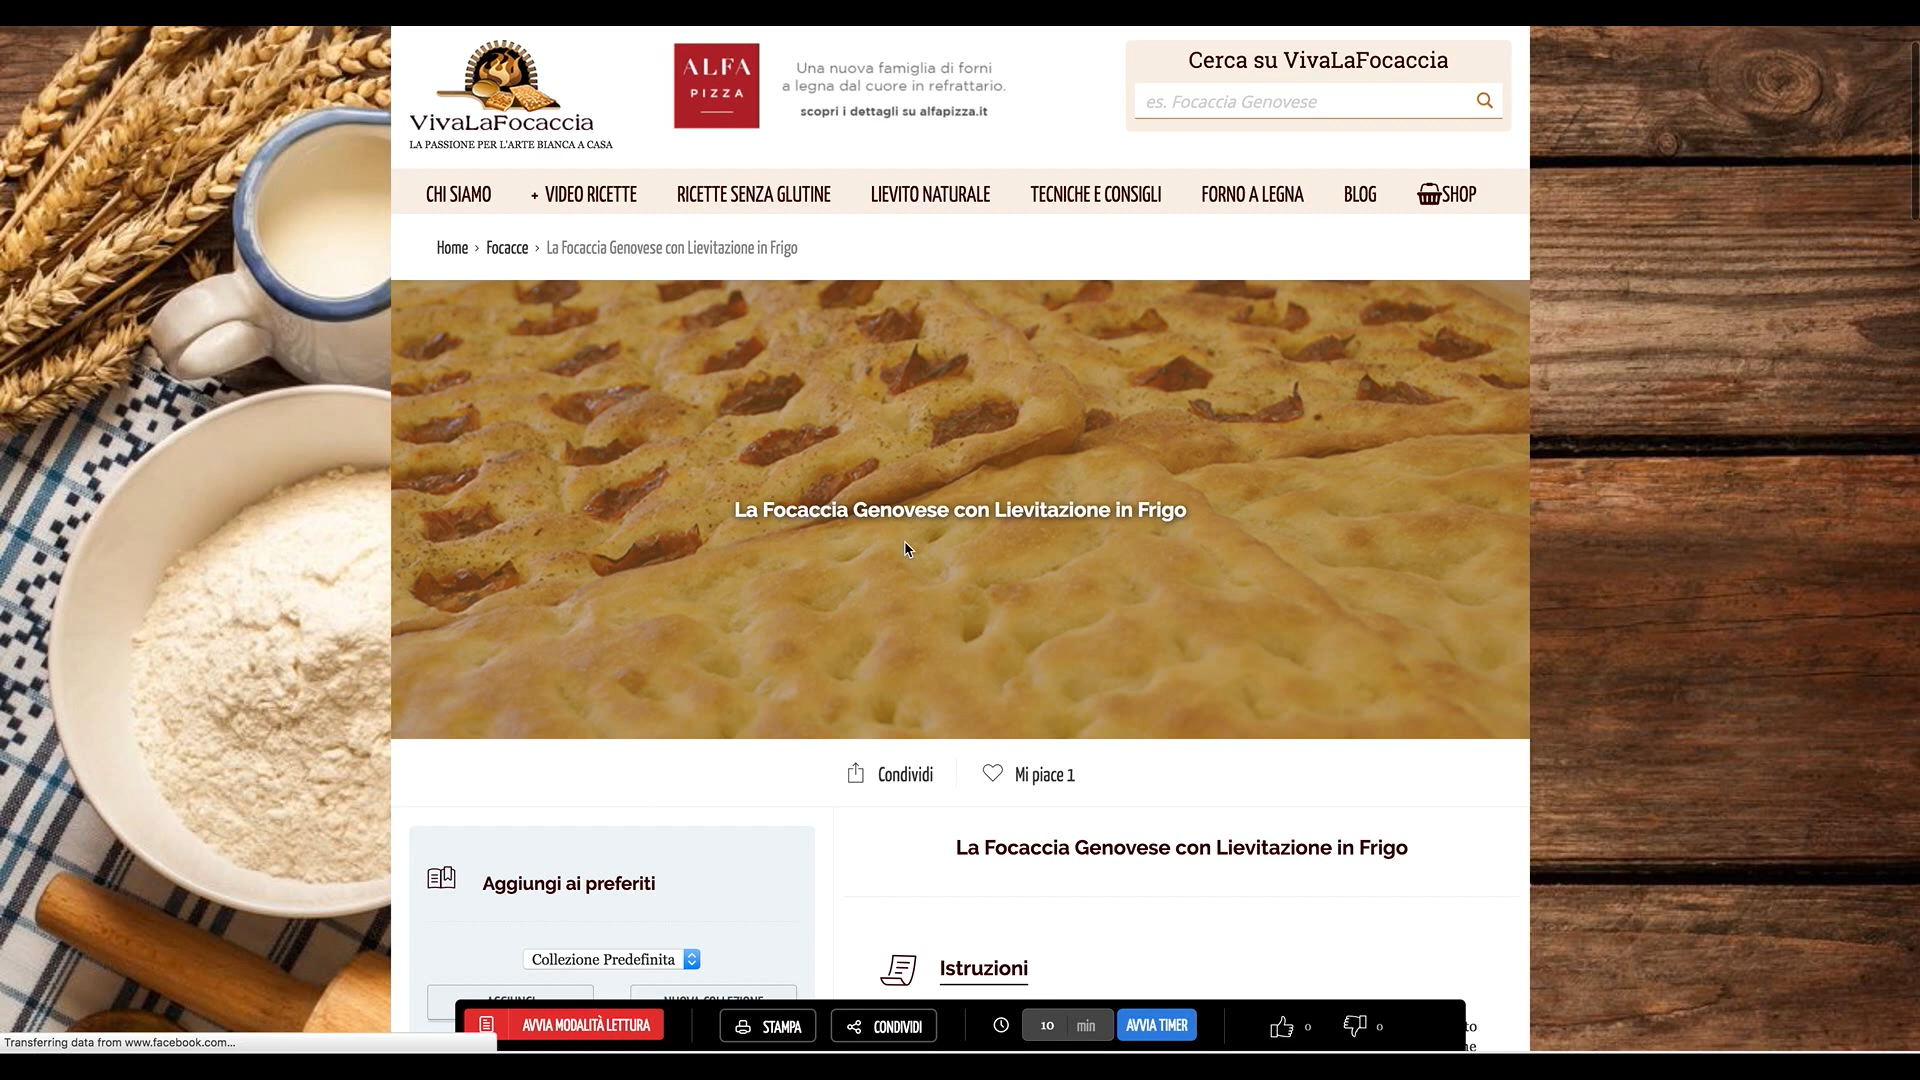 VivaLaFocaccia
LA PASSIONE PER L'ARTE BIANCA A CASA
ALFA
PIZZA
Una nuova famiglia di forni
a legna dal cuore in refrattario.
scopri i dettagli su alfapizza.it
Cerca su VivaLaFocaccia
es. Focaccia Genovese
CHI SIAMO + VIDEO RICETTE RICETTE SENZA GLUTINE LIEVITO NATURALE TECNICHE E CONSIGLI FORNO A LEGNA BLOG SHOP
Home › Focacce › La Focaccia Genovese con Lievitazione in Frigo
La Focaccia Genovese con Lievitazione in Frigo
Condividi Mi piace 1
Aggiungi ai preferiti
Collezione Predefinita
La Focaccia Genovese con Lievitazione in Frigo
Istruzioni
AVVIA MODALITÀ LETTURA STAMPA CONDIVIDI 10 min AVVIA TIMER 0 0
Transferring data from www.facebook.com...